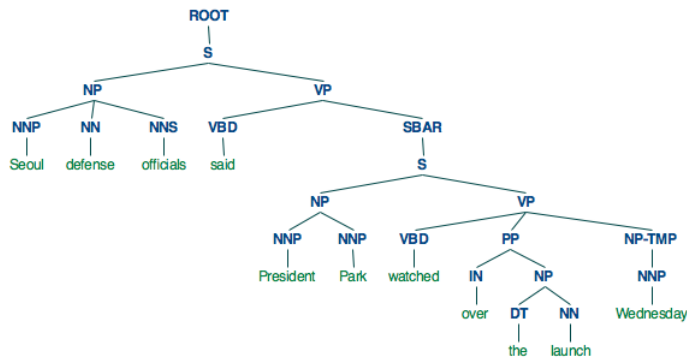 ROOT
S
NP VP
NNP NN NNS VBD SBAR
Seoul defense officials said
S
NP VP
NNP NNP VBD PP NP-TMP
President Park watched
IN NP NNP
over Wednesday
DT NN
the launch